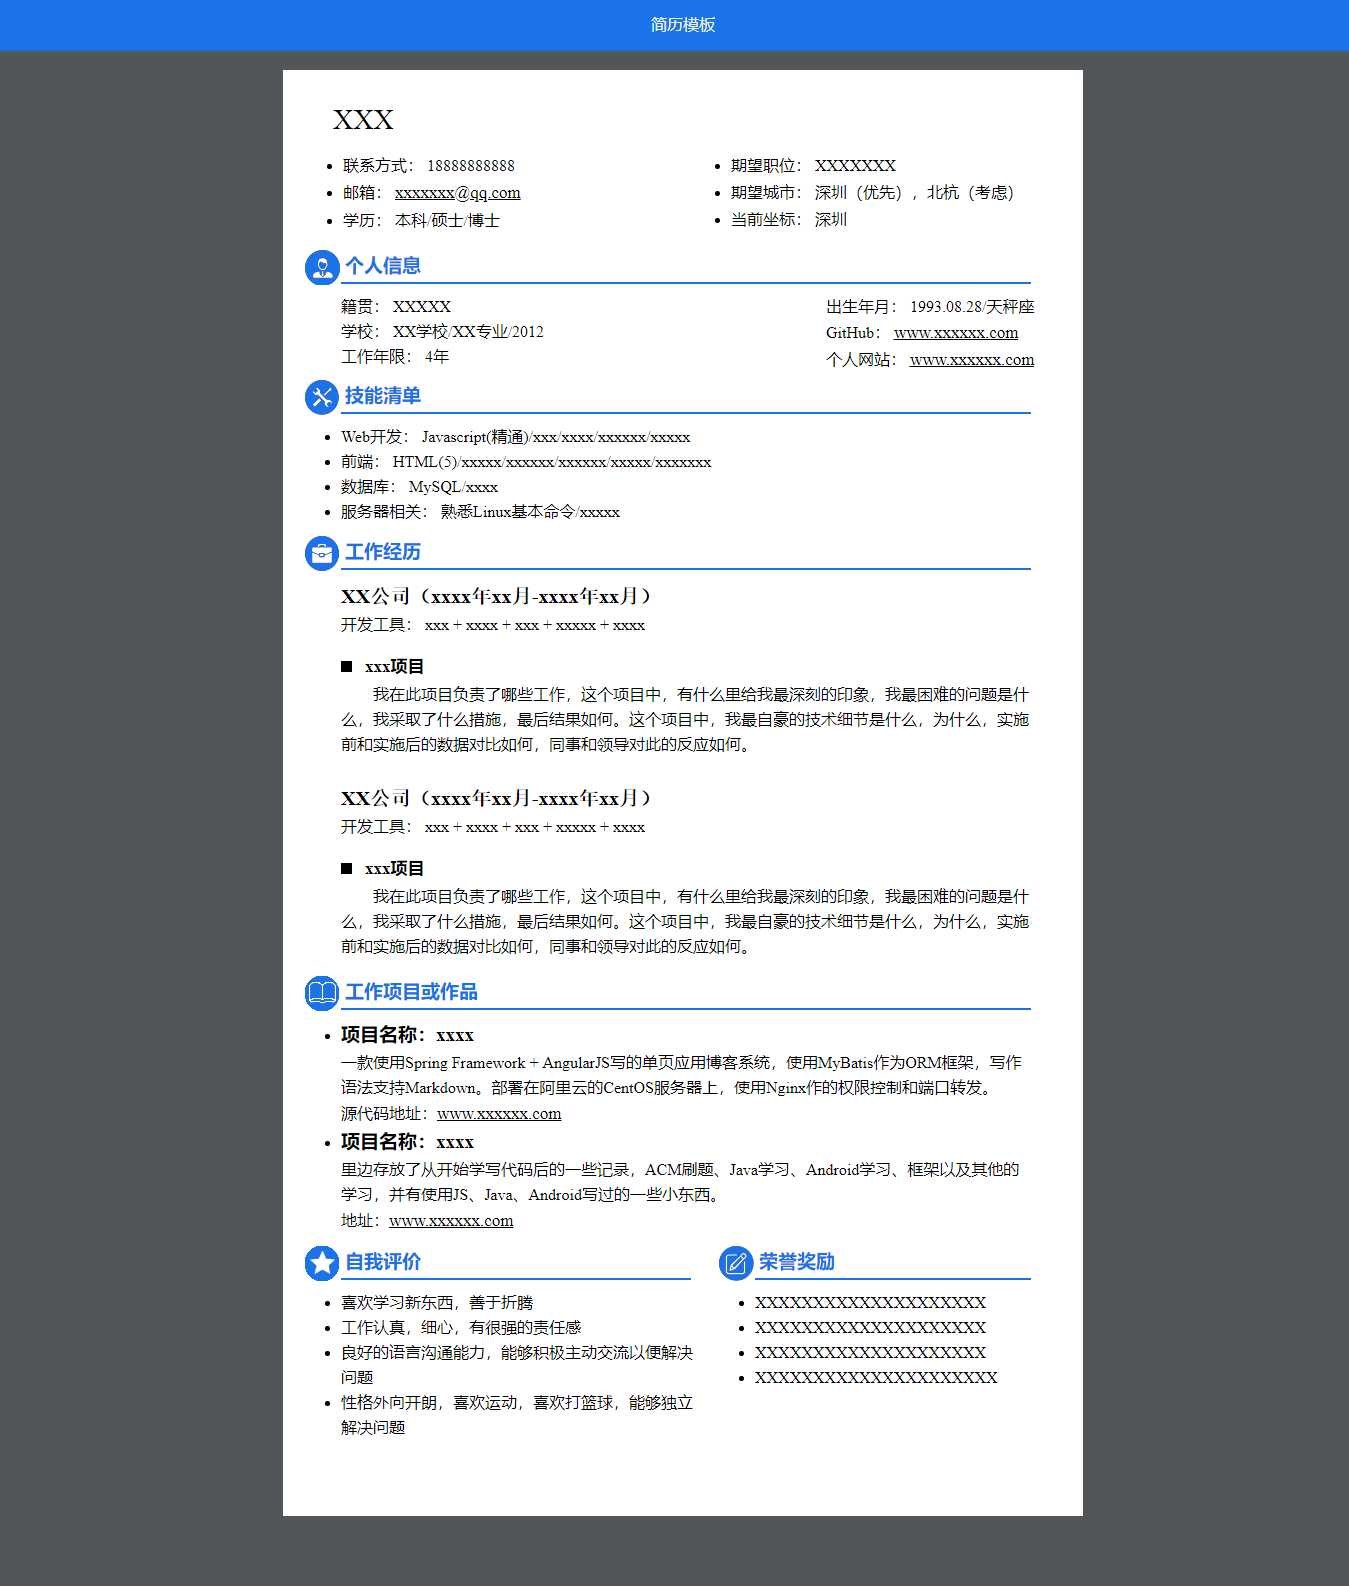 简历模板
XXX
联系方式： 18888888888
邮箱： xxxxxxx@qq.com
学历： 本科/硕士/博士
期望职位： XXXXXXX
期望城市： 深圳（优先），北杭（考虑）
当前坐标： 深圳
个人信息
籍贯： XXXXX
学校： XX学校/XX专业/2012
工作年限： 4年
出生年月： 1993.08.28/天秤座
GitHub： www.xxxxxx.com
个人网站： www.xxxxxx.com
技能清单
Web开发： Javascript(精通)/xxx/xxxx/xxxxxx/xxxxx
前端： HTML(5)/xxxxx/xxxxxx/xxxxxx/xxxxx/xxxxxxx
数据库： MySQL/xxxx
服务器相关： 熟悉Linux基本命令/xxxxx
工作经历
XX公司（xxxx年xx月-xxxx年xx月）
开发工具： xxx + xxxx + xxx + xxxxx + xxxx
xxx项目
我在此项目负责了哪些工作，这个项目中，有什么里给我最深刻的印象，我最困难的问题是什
么，我采取了什么措施，最后结果如何。这个项目中，我最自豪的技术细节是什么，为什么，实施
前和实施后的数据对比如何，同事和领导对此的反应如何。
XX公司（xxxx年xx月-xxxx年xx月）
开发工具： xxx + xxxx + xxx + xxxxx + xxxx
xxx项目
我在此项目负责了哪些工作，这个项目中，有什么里给我最深刻的印象，我最困难的问题是什
么，我采取了什么措施，最后结果如何。这个项目中，我最自豪的技术细节是什么，为什么，实施
前和实施后的数据对比如何，同事和领导对此的反应如何。
工作项目或作品
项目名称：xxxx
一款使用Spring Framework + AngularJS写的单页应用博客系统，使用MyBatis作为ORM框架，写作
语法支持Markdown。部署在阿里云的CentOS服务器上，使用Nginx作的权限控制和端口转发。
源代码地址：www.xxxxxx.com
项目名称：xxxx
里边存放了从开始学写代码后的一些记录，ACM刷题、Java学习、Android学习、框架以及其他的
学习，并有使用JS、Java、Android写过的一些小东西。
地址：www.xxxxxx.com
自我评价
喜欢学习新东西，善于折腾
工作认真，细心，有很强的责任感
良好的语言沟通能力，能够积极主动交流以便解决
问题
性格外向开朗，喜欢运动，喜欢打篮球，能够独立
解决问题
荣誉奖励
XXXXXXXXXXXXXXXXXXXX
XXXXXXXXXXXXXXXXXXXX
XXXXXXXXXXXXXXXXXXXX
XXXXXXXXXXXXXXXXXXXXX